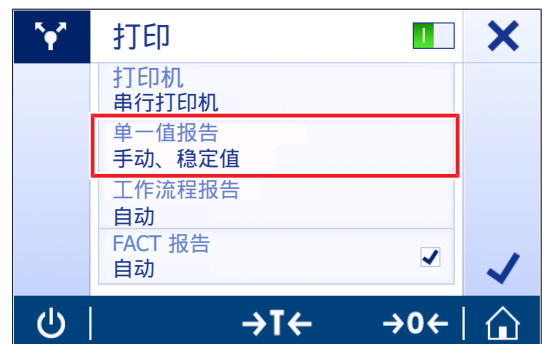 打印
打印机
串行打印机
单一值报告
手动、稳定值
工作流程报告
自动
FACT 报告
自动
→T← →0←